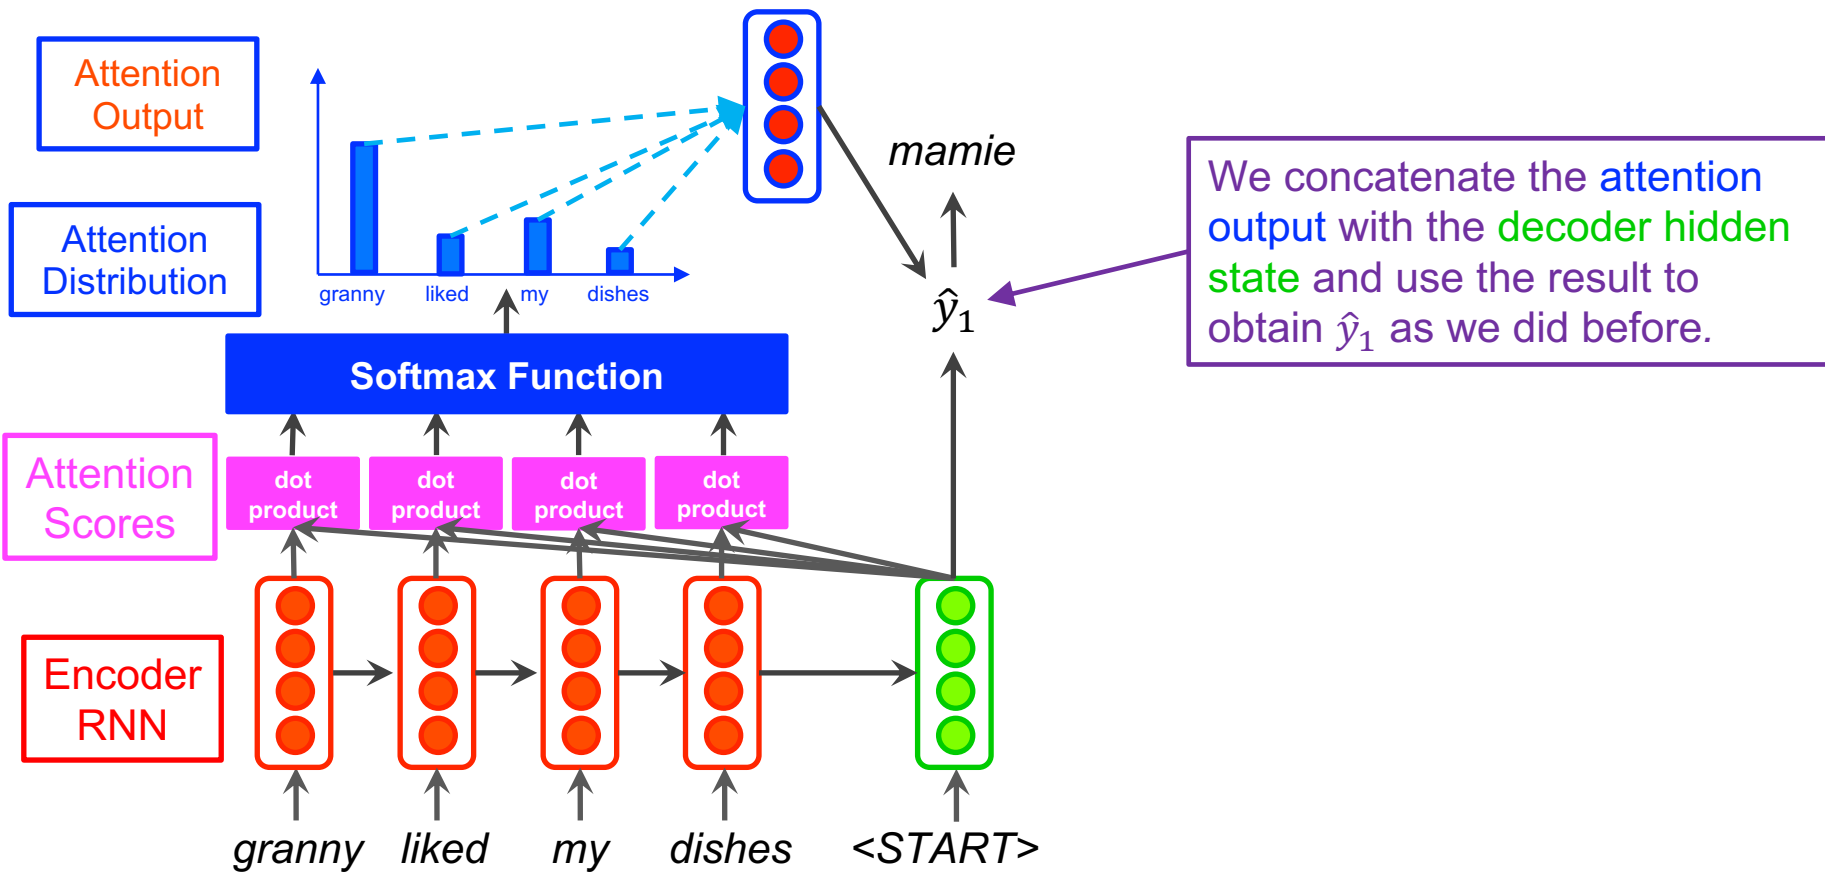 Attention
Output
mamie
We concatenate the attention
output with the decoder hidden
state and use the result to
obtain ŷ₁ as we did before.
Attention
Distribution
granny liked my dishes
ŷ₁
Softmax Function
Attention
Scores
dot dot dot dot
product product product product
Encoder
RNN
granny liked my dishes <START>